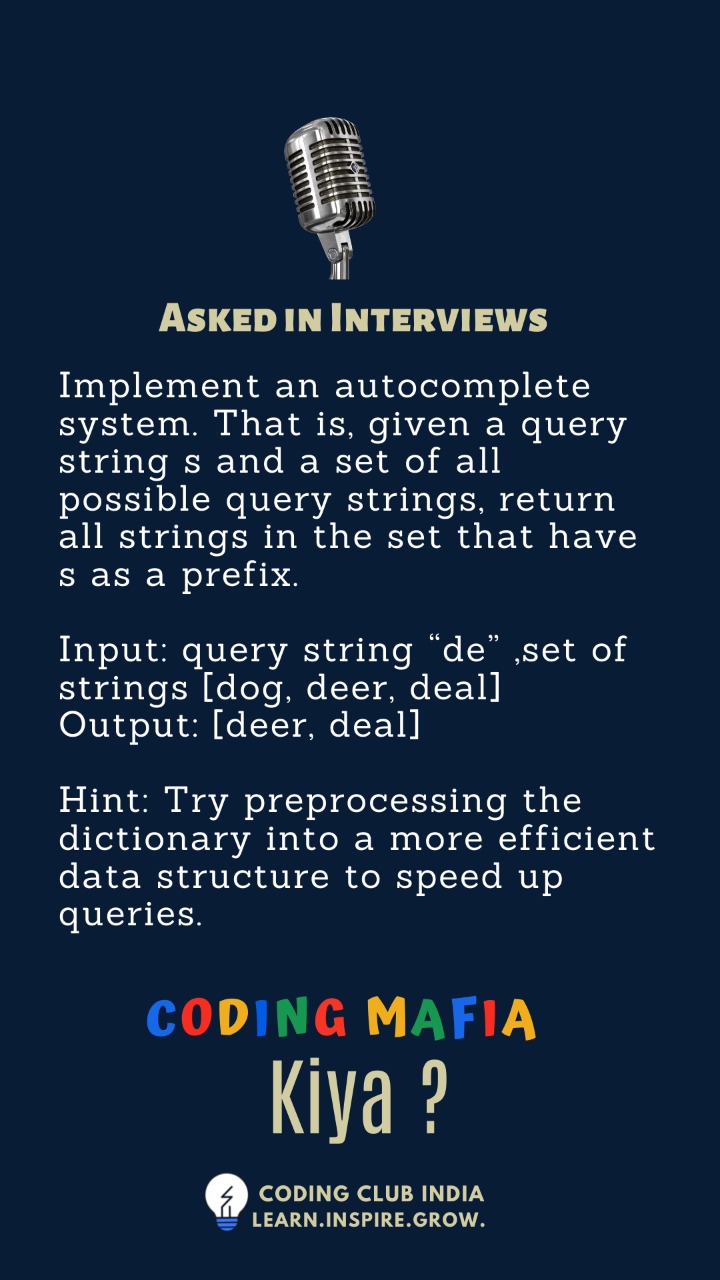 Asked in Interviews
Implement an autocomplete
system. That is, given a query
string s and a set of all
possible query strings, return
all strings in the set that have
s as a prefix.
Input: query string “de” ,set of
strings [dog, deer, deal]
Output: [deer, deal]
Hint: Try preprocessing the
dictionary into a more efficient
data structure to speed up
queries.
CODING MAFIA
Kiya ?
CODING CLUB INDIA
LEARN.INSPIRE.GROW.